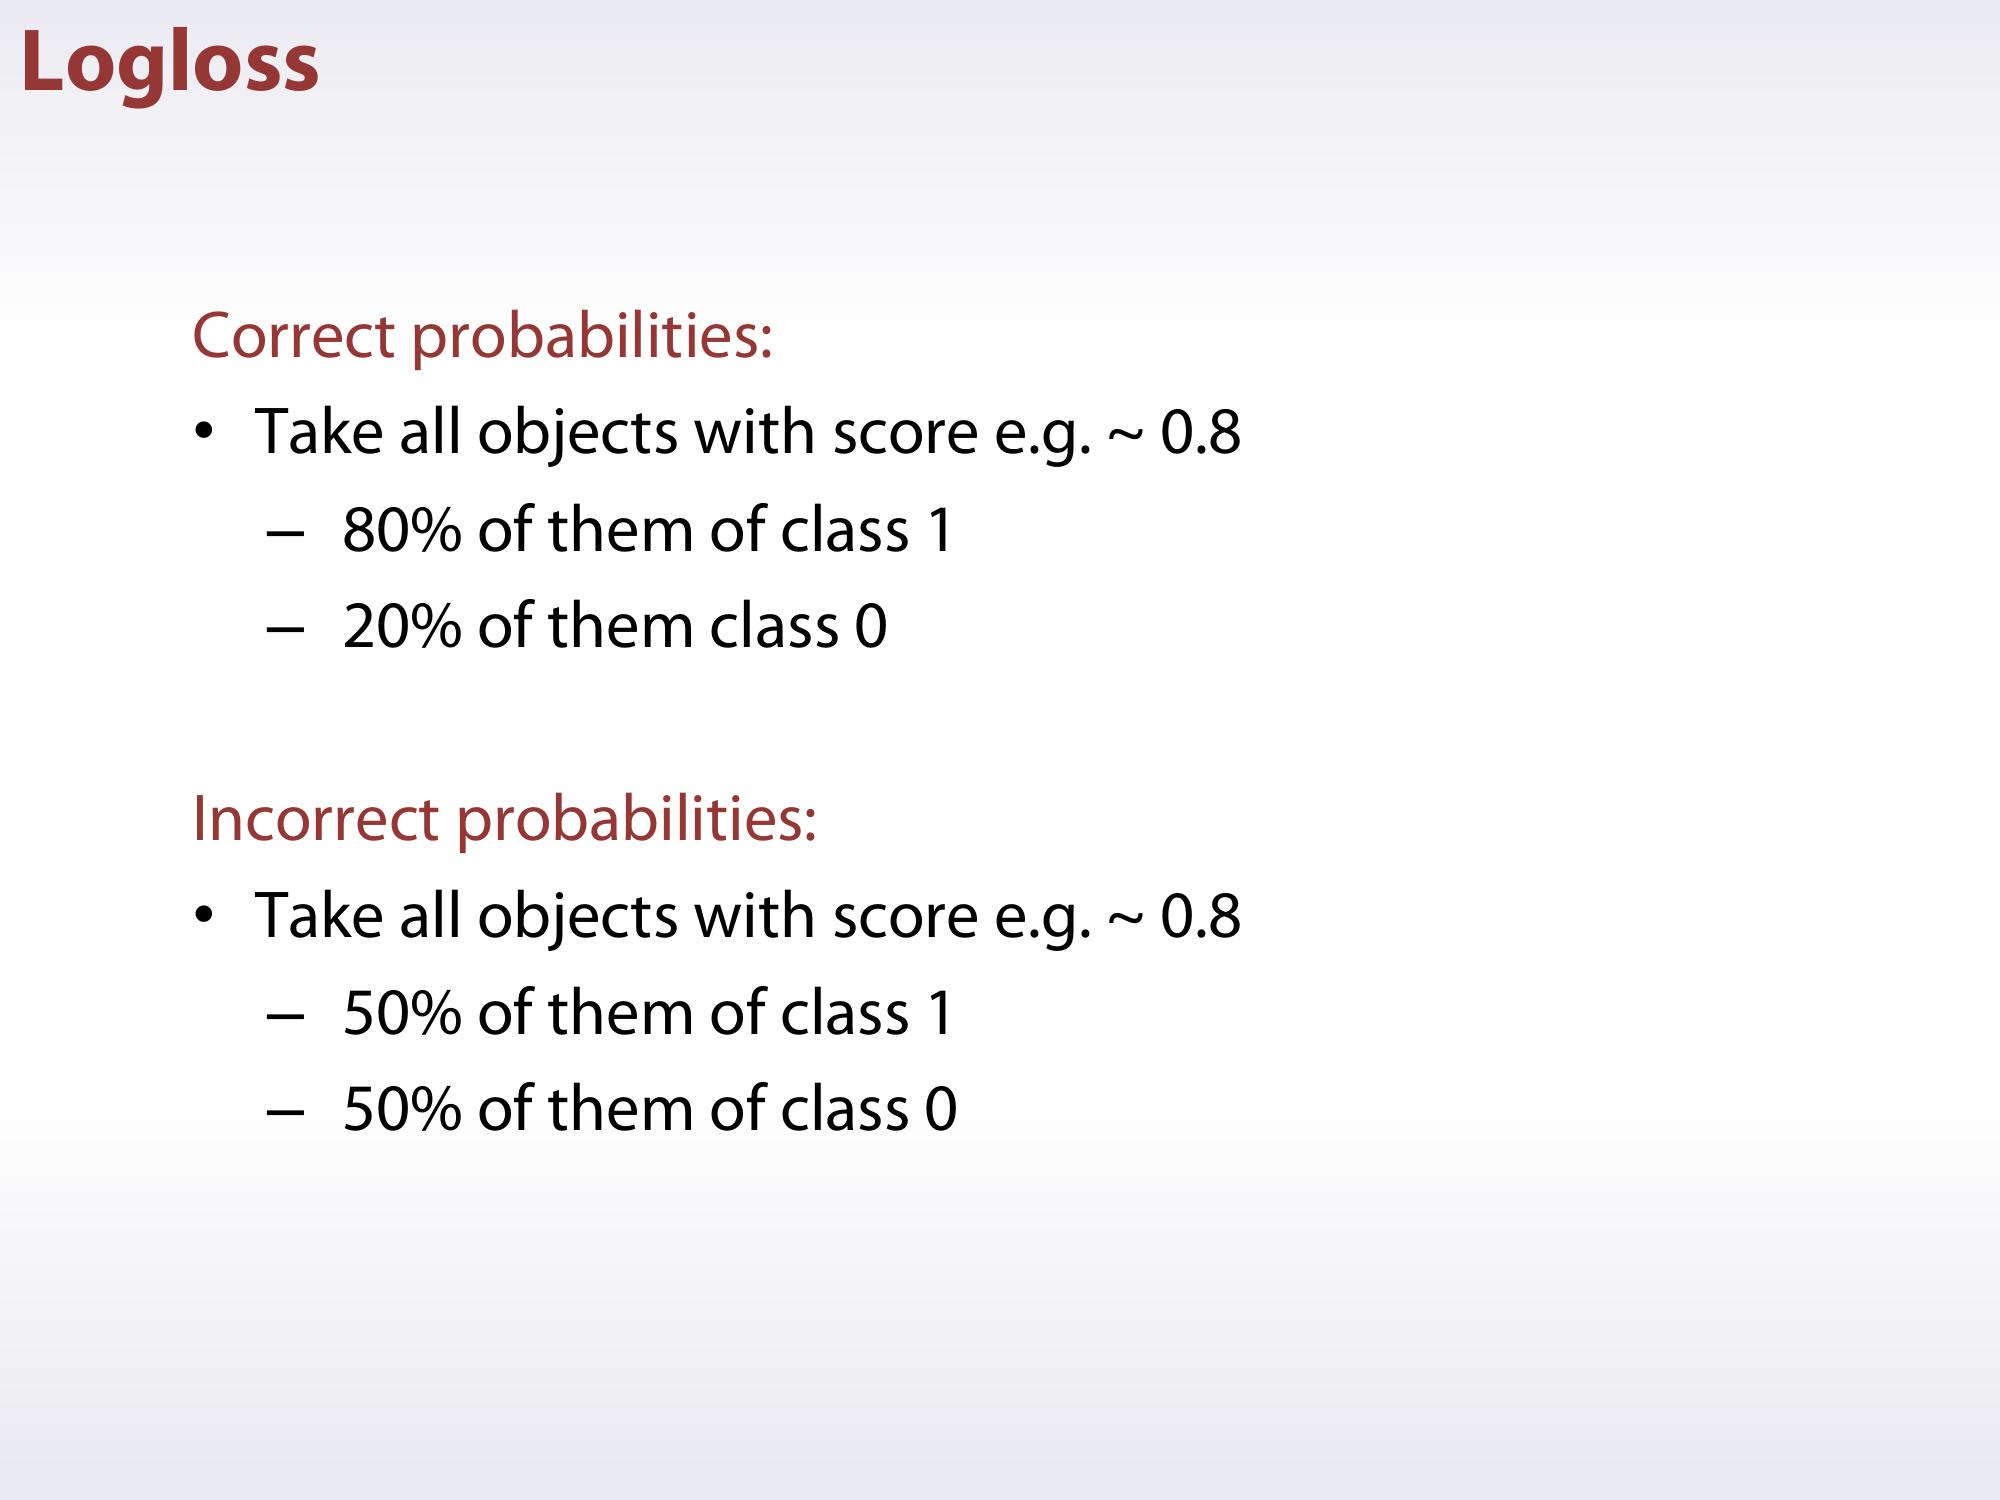 Logloss
Correct probabilities:
• Take all objects with score e.g. ~ 0.8
– 80% of them of class 1
– 20% of them class 0
Incorrect probabilities:
• Take all objects with score e.g. ~ 0.8
– 50% of them of class 1
– 50% of them of class 0